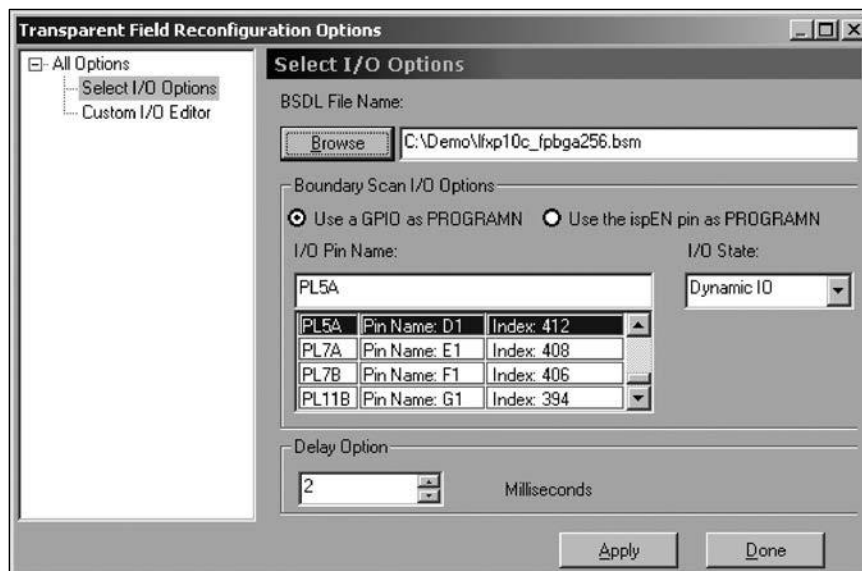 Transparent Field Reconfiguration Options
All Options
Select I/O Options
Custom I/O Editor
Select I/O Options
BSDL File Name:
Browse C:\Demo\lfxp10c_fpbga256.bsm
Boundary Scan I/O Options
Use a GPIO as PROGRAMN Use the ispEN pin as PROGRAMN
I/O Pin Name: I/O State:
PL5A Dynamic IO
PL5A Pin Name: D1 Index: 412
PL7A Pin Name: E1 Index: 408
PL7B Pin Name: F1 Index: 406
PL11B Pin Name: G1 Index: 394
Delay Option
2 Milliseconds
Apply Done